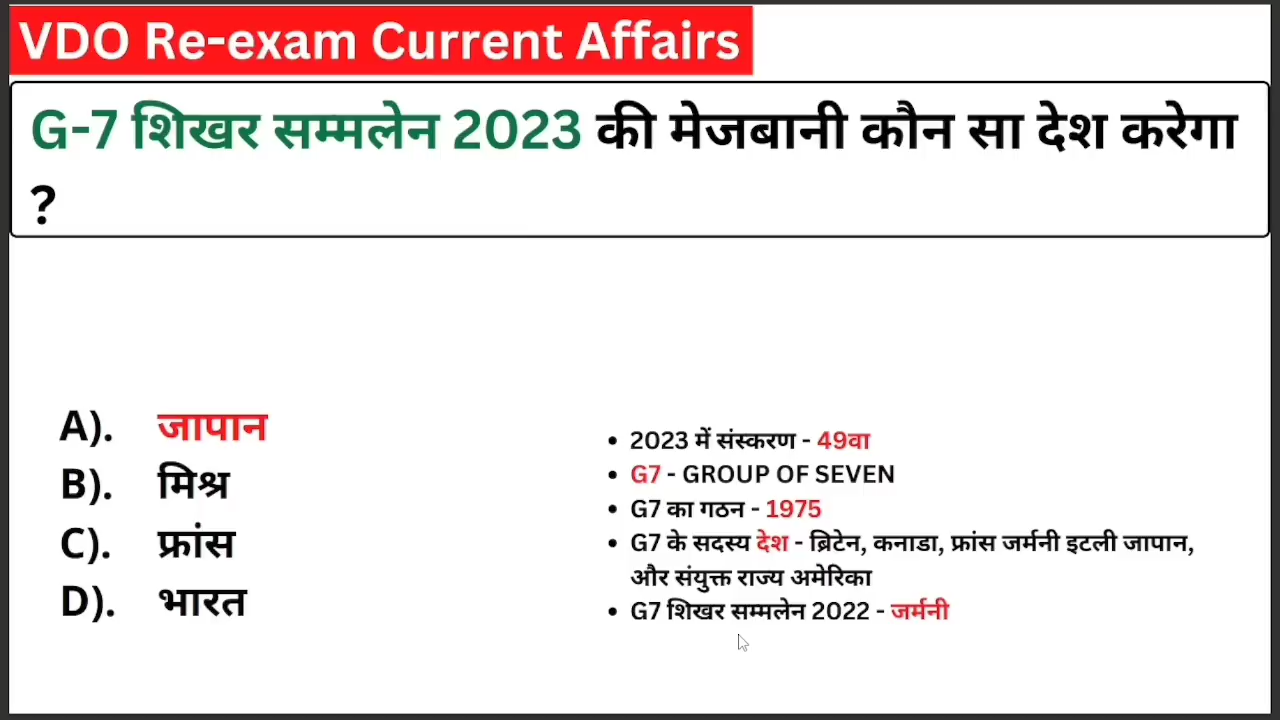 VDO Re-exam Current Affairs
G-7 शिखर सम्मलेन 2023 की मेजबानी कौन सा देश करेगा
?
A). जापान
B). मिश्र
C). फ्रांस
D). भारत
• 2023 में संस्करण - 49वा
• G7 - GROUP OF SEVEN
• G7 का गठन - 1975
• G7 के सदस्य देश - ब्रिटेन, कनाडा, फ्रांस जर्मनी इटली जापान,
और संयुक्त राज्य अमेरिका
• G7 शिखर सम्मलेन 2022 - जर्मनी